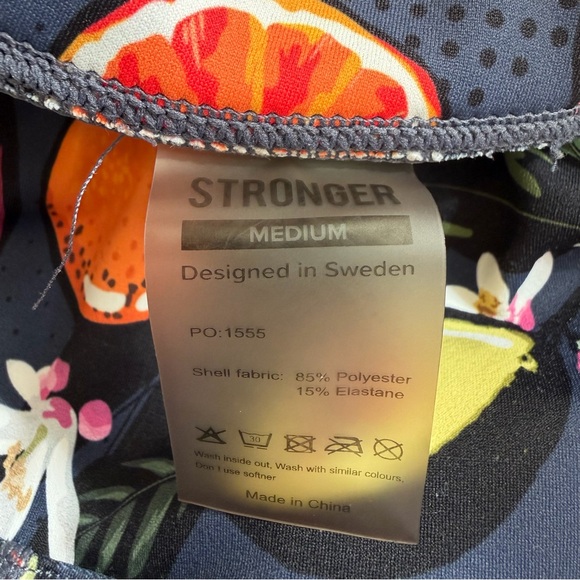 STRONGER
MEDIUM
Designed in Sweden
PO:1555
Shell fabric: 85% Polyester
15% Elastane
30
Wash inside out, Wash with similar colours,
Don't use softner
Made in China